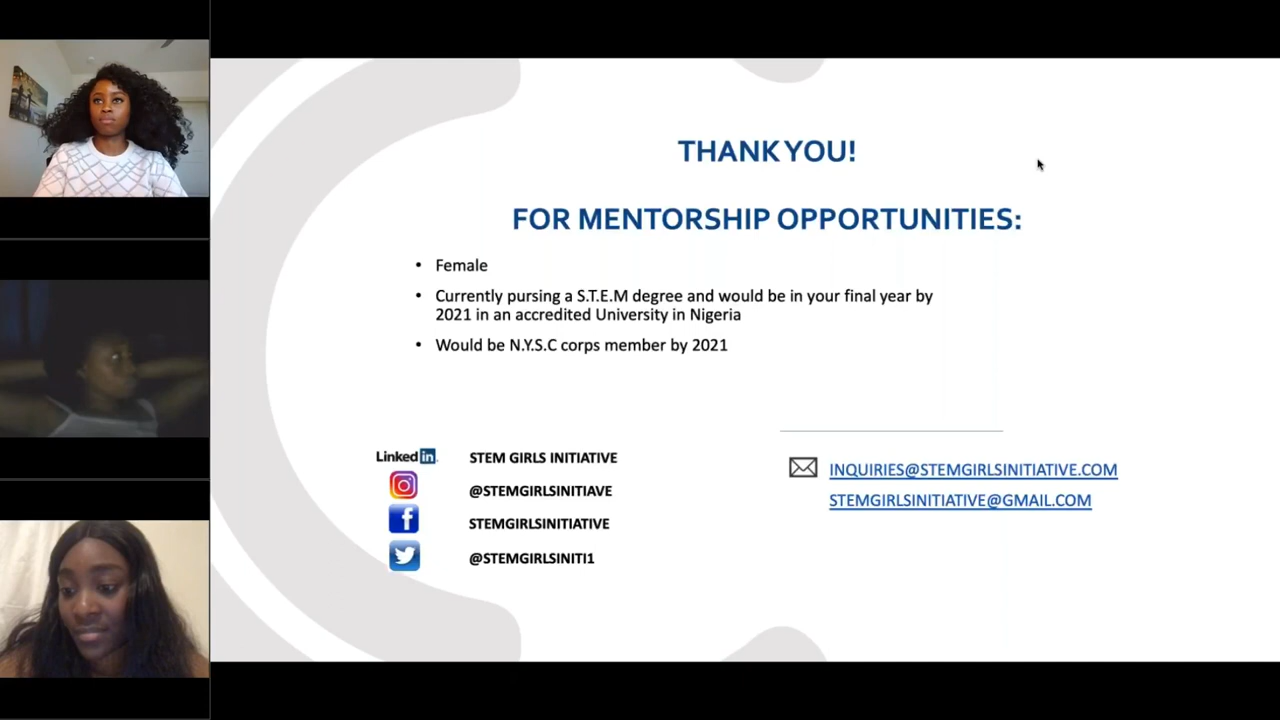 THANK YOU!
FOR MENTORSHIP OPPORTUNITIES:
• Female
• Currently pursing a S.T.E.M degree and would be in your final year by
2021 in an accredited University in Nigeria
• Would be N.Y.S.C corps member by 2021
Linked in STEM GIRLS INITIATIVE
@STEMGIRLSINITIAVE
STEMGIRLSINITIATIVE
@STEMGIRLSINITI1
INQUIRIES@STEMGIRLSINITIATIVE.COM
STEMGIRLSINITIATIVE@GMAIL.COM